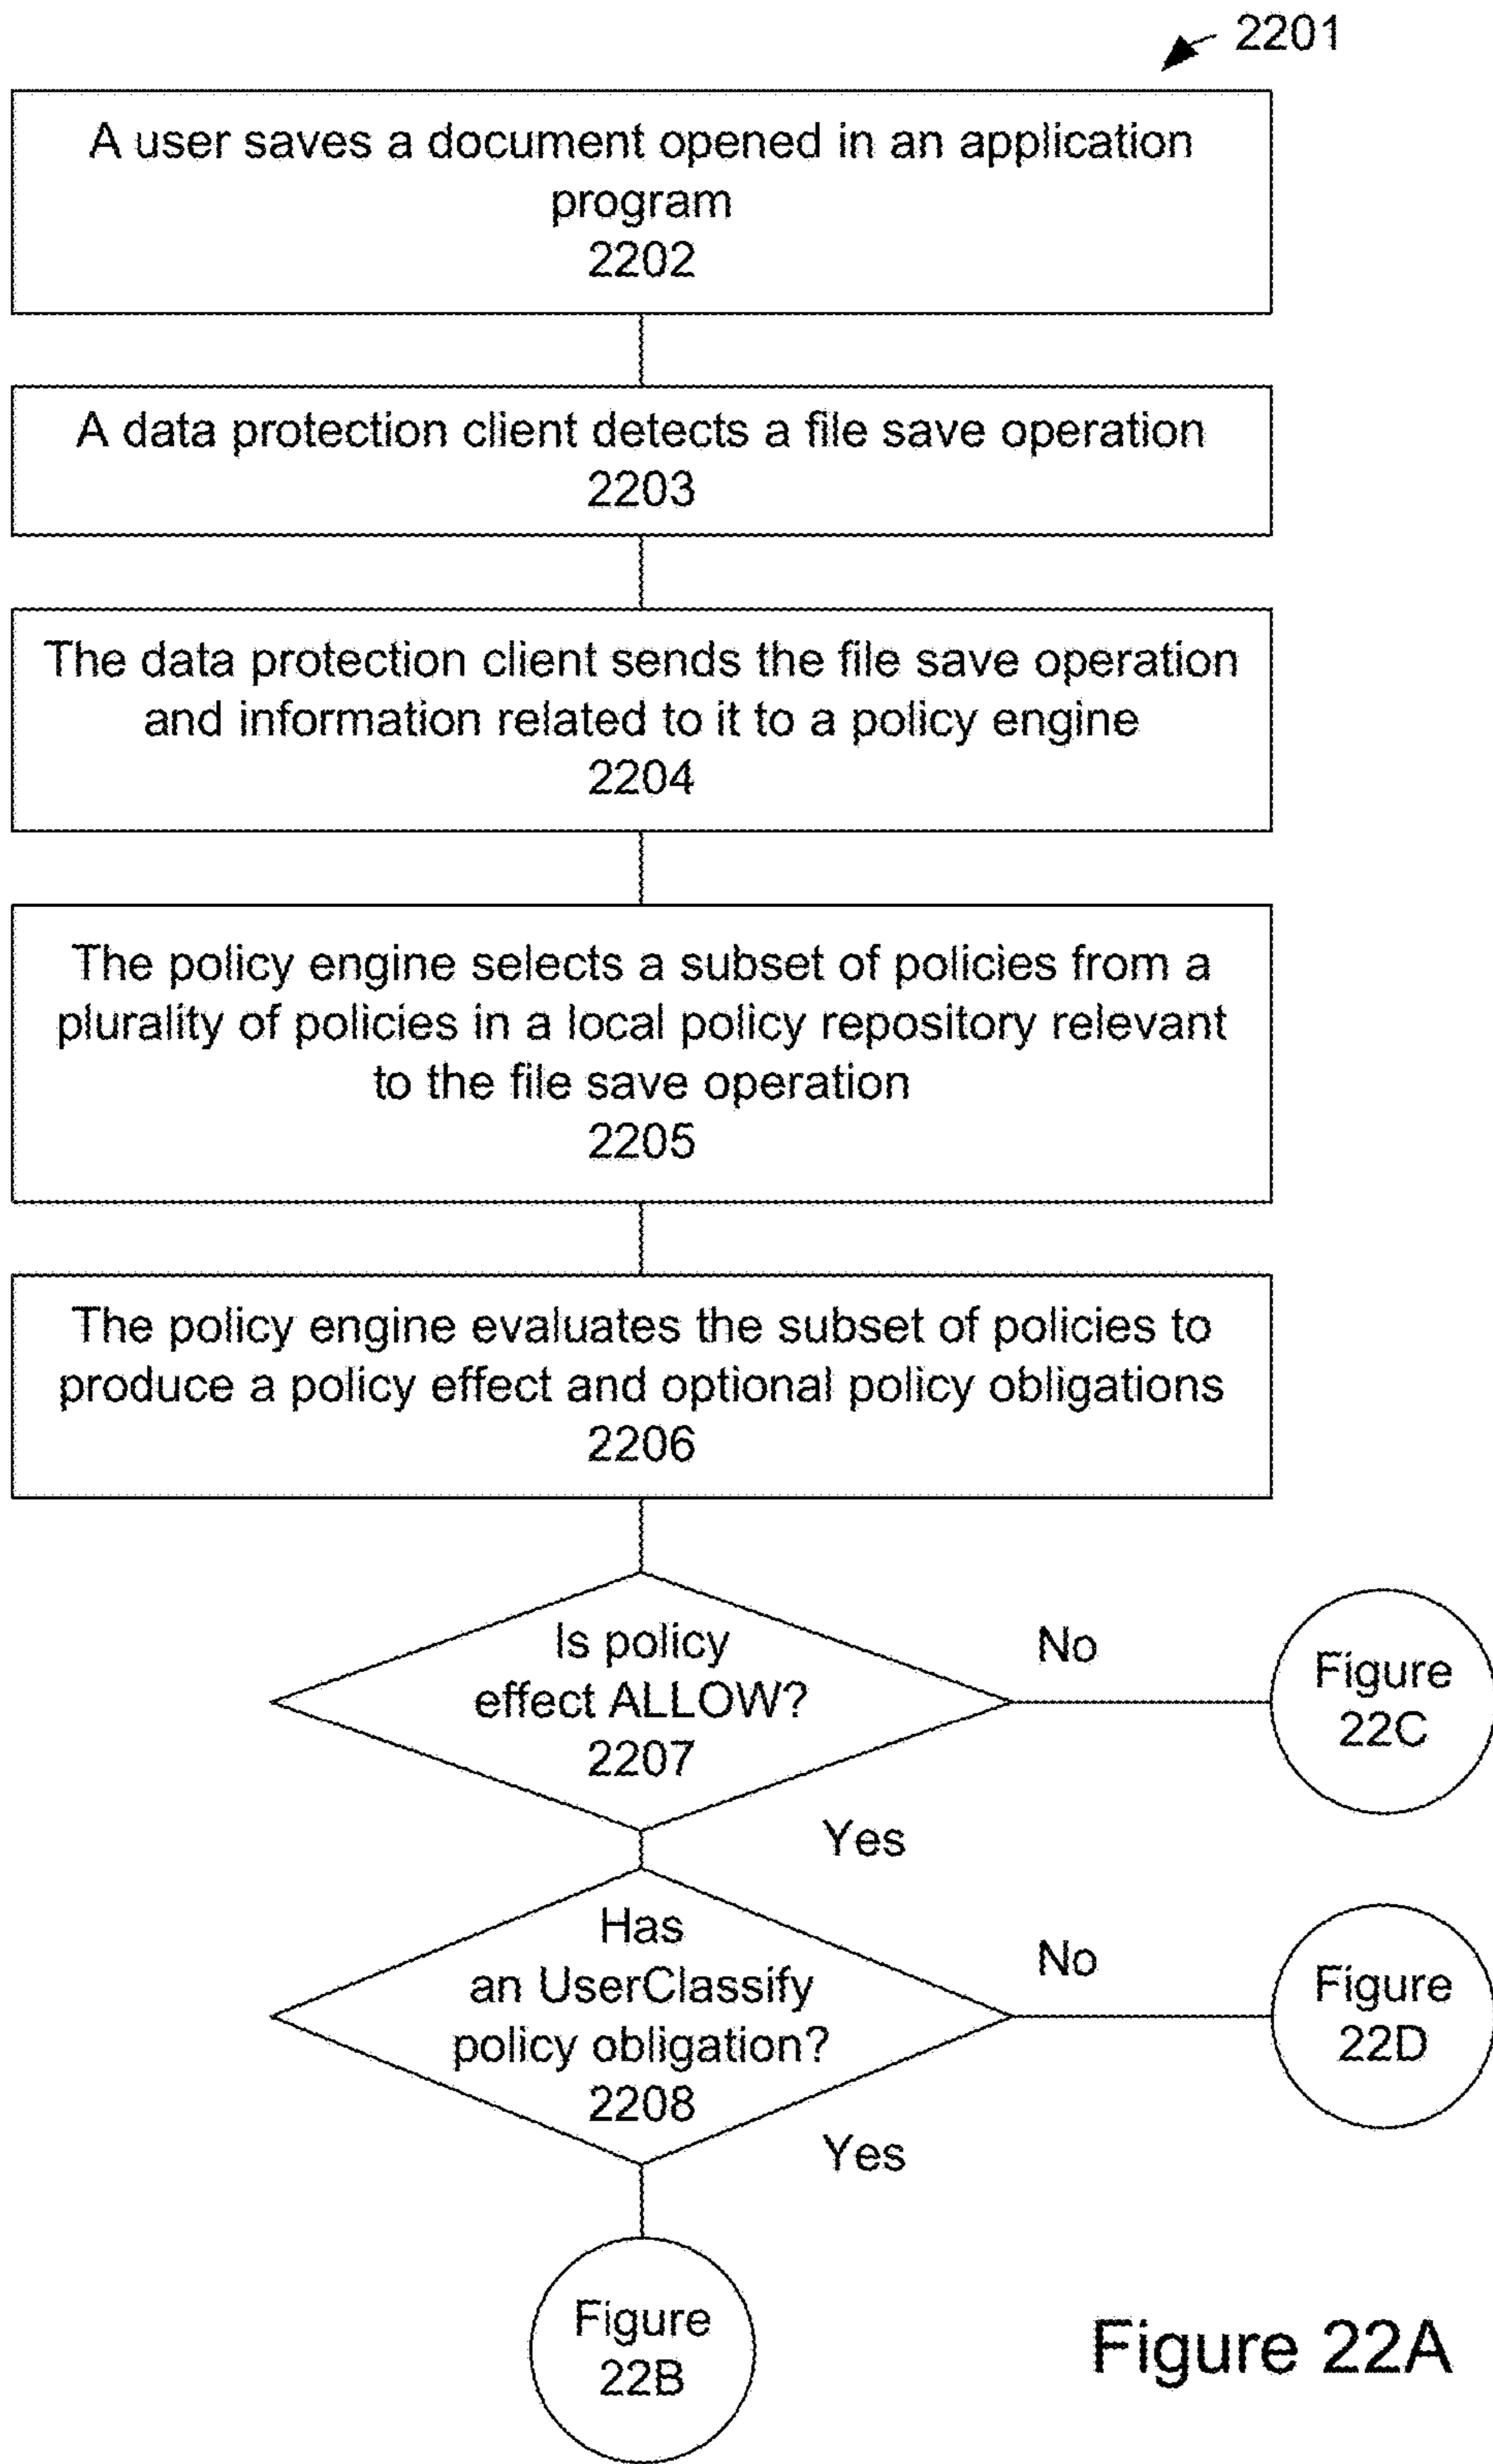 2201
A user saves a document opened in an application
program
2202
A data protection client detects a file save operation
2203
The data protection client sends the file save operation
and information related to it to a policy engine
2204
The policy engine selects a subset of policies from a
plurality of policies in a local policy repository relevant
to the file save operation
2205
The policy engine evaluates the subset of policies to
produce a policy effect and optional policy obligations
2206
Is policy
effect ALLOW?
2207
No
Figure
22C
Yes
Has
an UserClassify
policy obligation?
2208
No
Figure
22D
Yes
Figure
22B
Figure 22A